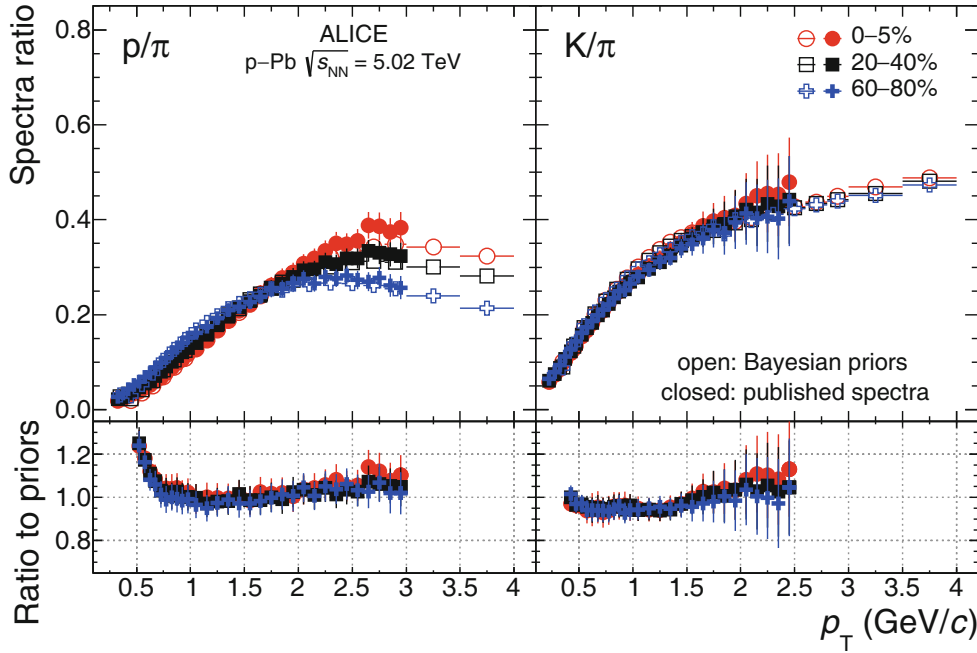 p/π
ALICE
p−Pb √sNN = 5.02 TeV
K/π
0−5%
20−40%
60−80%
open: Bayesian priors
closed: published spectra
Spectra ratio
0.8
0.6
0.4
0.2
0.0
Ratio to priors
1.2
1.0
0.8
0.5 1 1.5 2 2.5 3 3.5 4
0.5 1 1.5 2 2.5 3 3.5 4
pT (GeV/c)